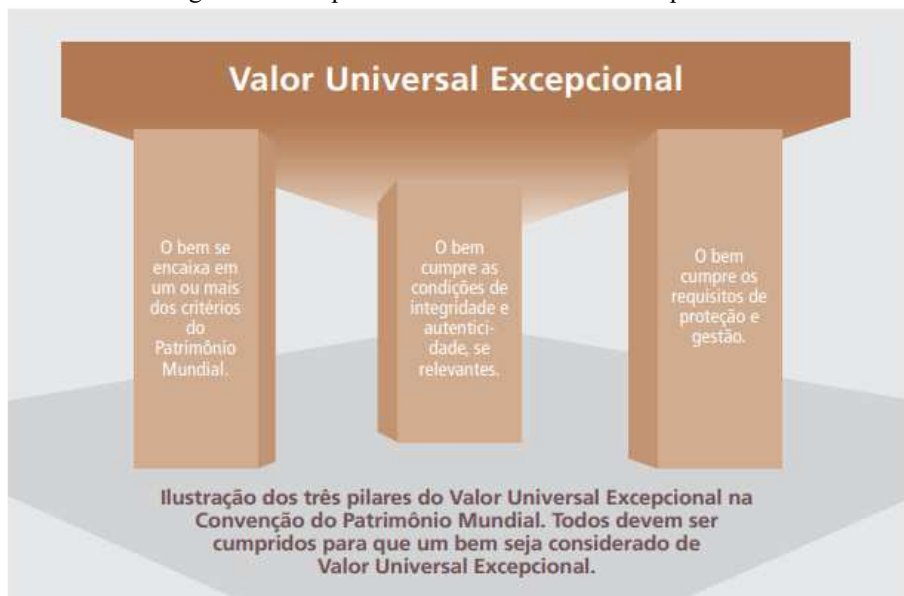 Valor Universal Excepcional
O bem se
encaixa em
um ou mais
dos critérios
do
Patrimônio
Mundial.
O bem
cumpre as
condições de
integridade e
autentici-
dade, se
relevantes.
O bem
cumpre os
requisitos de
proteção e
gestão.
Ilustração dos três pilares do Valor Universal Excepcional na
Convenção do Patrimônio Mundial. Todos devem ser
cumpridos para que um bem seja considerado de
Valor Universal Excepcional.